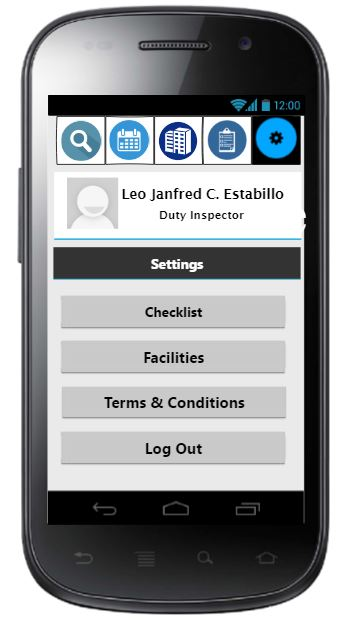 12:00
Leo Janfred C. Estabillo
Duty Inspector
Settings
Checklist
Facilities
Terms & Conditions
Log Out